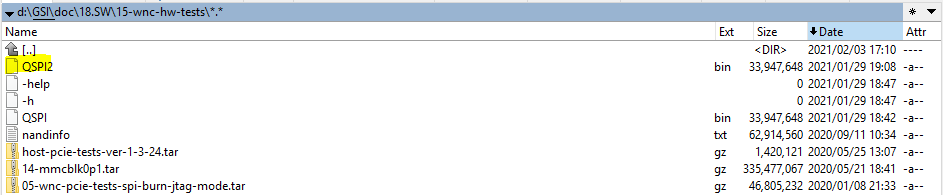 d:\GSI\doc\18.SW\15-wnc-hw-tests\*.* * ▼
Name Ext Size Date Attr
[..] <DIR> 2021/02/03 17:10 ----
QSPI2 bin 33,947,648 2021/01/29 19:08 -a--
-help 0 2021/01/29 18:47 -a--
-h 0 2021/01/29 18:47 -a--
QSPI bin 33,947,648 2021/01/29 18:42 -a--
nandinfo txt 62,914,560 2020/09/11 10:34 -a--
host-pcie-tests-ver-1-3-24.tar gz 1,420,121 2020/05/25 13:07 -a--
14-mmcblk0p1.tar gz 335,477,067 2020/05/21 18:41 -a--
05-wnc-pcie-tests-spi-burn-jtag-mode.tar gz 46,805,232 2020/01/08 21:33 -a--